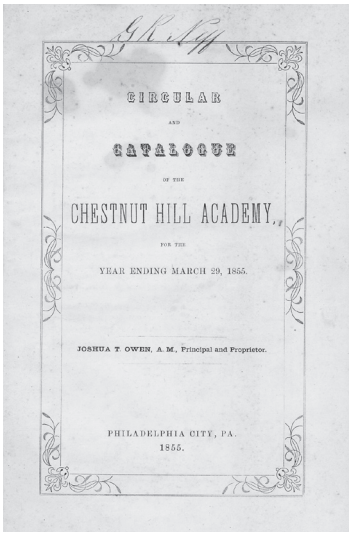 G R Neff
CIRCULAR
AND
CATALOGUE
OF THE
CHESTNUT HILL ACADEMY,
FOR THE
YEAR ENDING MARCH 29, 1855.
JOSHUA T. OWEN, A. M., Principal and Proprietor.
PHILADELPHIA CITY, PA.
1855.